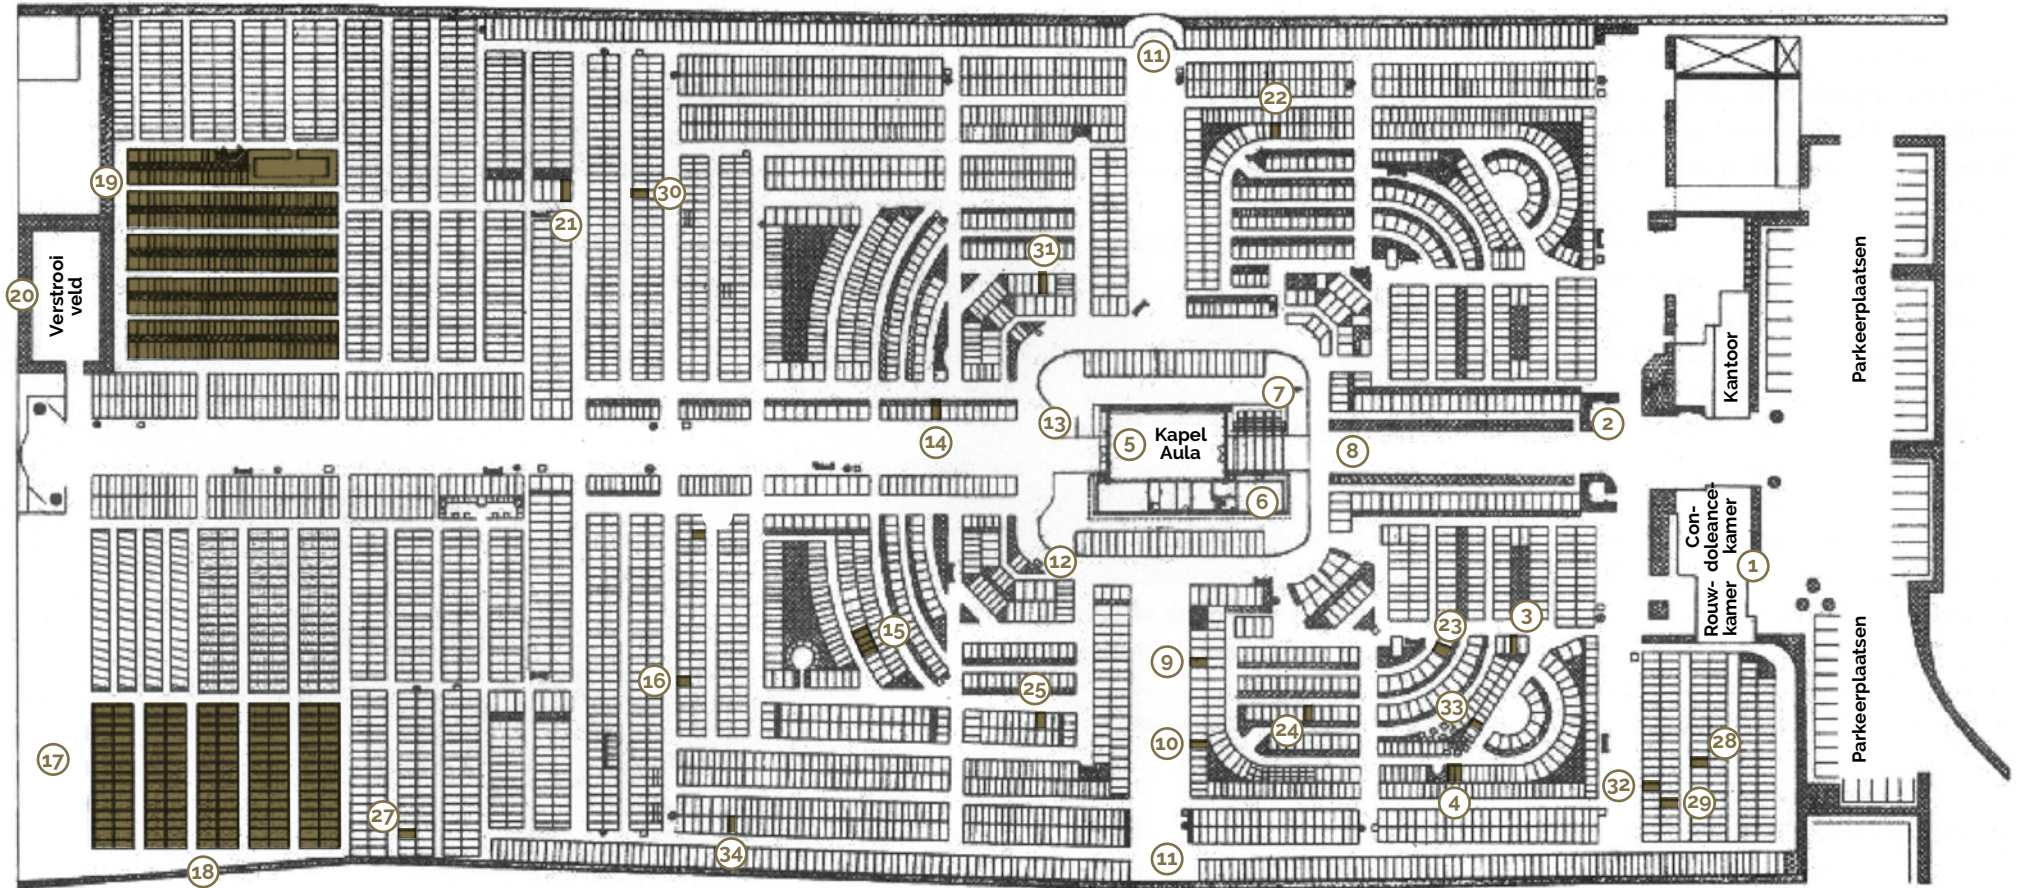 11
22
19
30
21
31
20
Verstrooi
veld
Parkeerplaatsen
Kantoor
7
2
13
14
5
Kapel
Aula
8
6
Con-
doleance-
kamer
Rouw-
kamer
1
12
15
3
23
9
16
25
33
24
10
28
17
32
4
29
27
34
11
18
Parkeerplaatsen